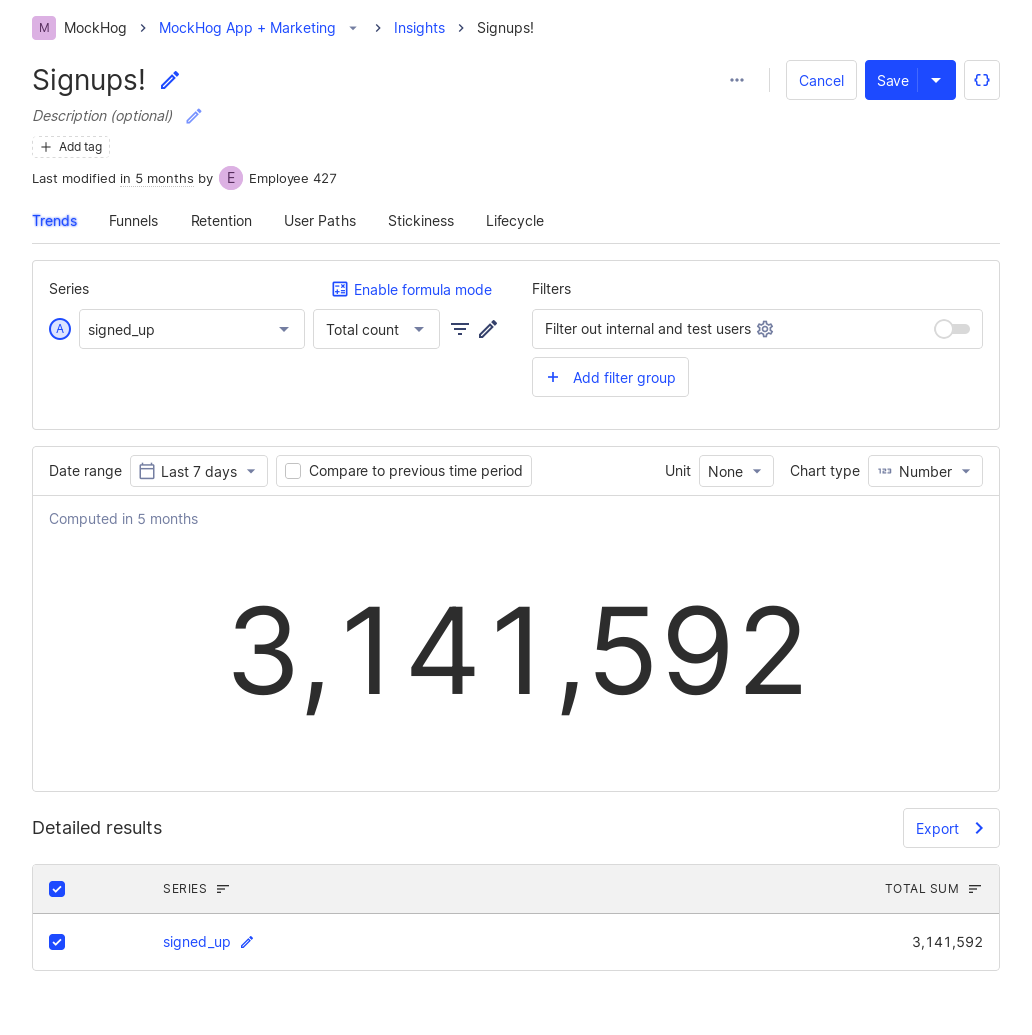 M MockHog MockHog App + Marketing Insights Signups!
Signups! Cancel Save
Description (optional)
Add tag
Last modified in 5 months by E Employee 427
Trends Funnels Retention User Paths Stickiness Lifecycle
Series Enable formula mode Filters
A signed_up Total count Filter out internal and test users
Add filter group
Date range Last 7 days Compare to previous time period Unit None Chart type 123 Number
Computed in 5 months
3,141,592
Detailed results Export
SERIES TOTAL SUM
signed_up 3,141,592